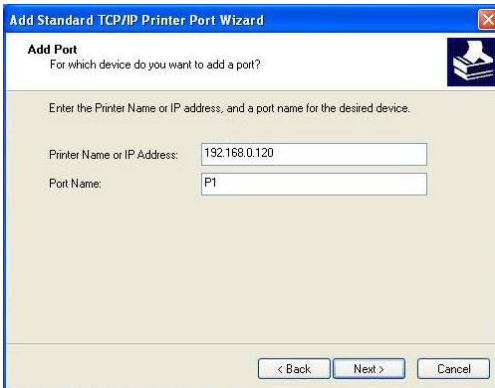 Add Standard TCP/IP Printer Port Wizard
Add Port
For which device do you want to add a port?
Enter the Printer Name or IP address, and a port name for the desired device.
Printer Name or IP Address: 192.168.0.120
Port Name: P1
< Back Next > Cancel